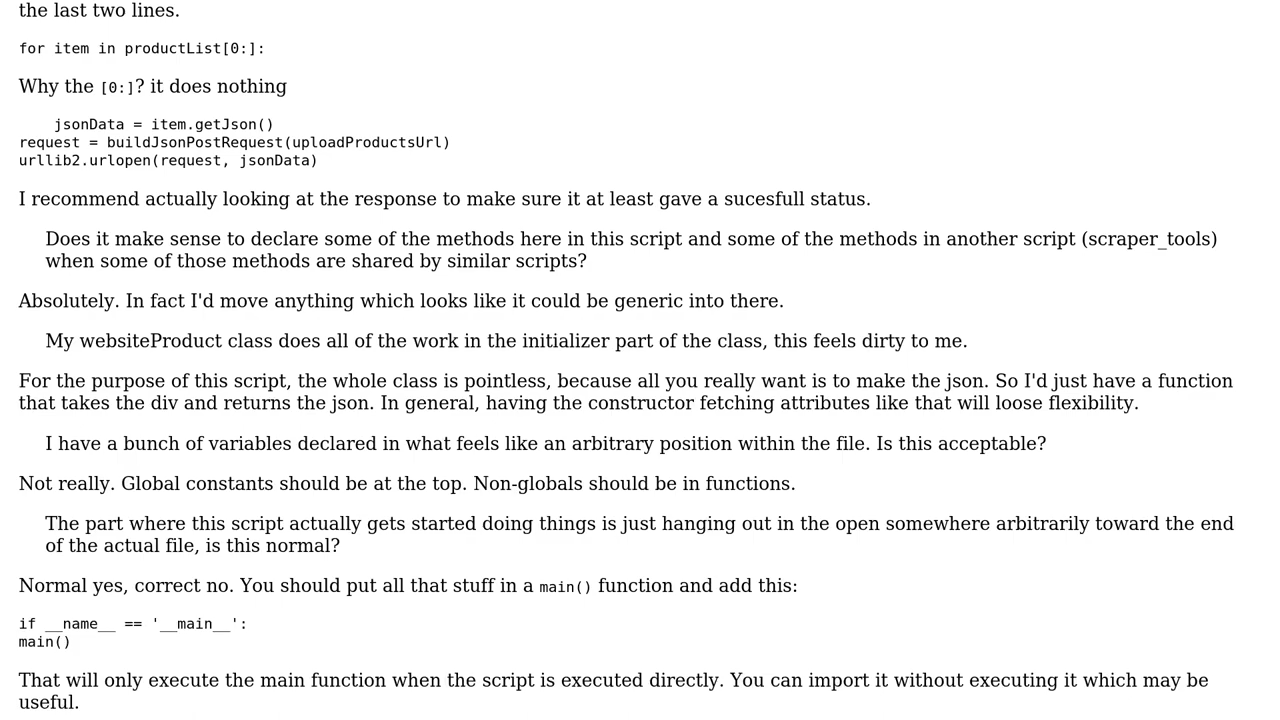 the last two lines.
for item in productList[0:]:
Why the [0:]? it does nothing
    jsonData = item.getJson()
request = buildJsonPostRequest(uploadProductsUrl)
urllib2.urlopen(request, jsonData)
I recommend actually looking at the response to make sure it at least gave a sucesfull status.
Does it make sense to declare some of the methods here in this script and some of the methods in another script (scraper_tools)
when some of those methods are shared by similar scripts?
Absolutely. In fact I'd move anything which looks like it could be generic into there.
My websiteProduct class does all of the work in the initializer part of the class, this feels dirty to me.
For the purpose of this script, the whole class is pointless, because all you really want is to make the json. So I'd just have a function
that takes the div and returns the json. In general, having the constructor fetching attributes like that will loose flexibility.
I have a bunch of variables declared in what feels like an arbitrary position within the file. Is this acceptable?
Not really. Global constants should be at the top. Non-globals should be in functions.
The part where this script actually gets started doing things is just hanging out in the open somewhere arbitrarily toward the end
of the actual file, is this normal?
Normal yes, correct no. You should put all that stuff in a main() function and add this:
if __name__ == '__main__':
main()
That will only execute the main function when the script is executed directly. You can import it without executing it which may be
useful.